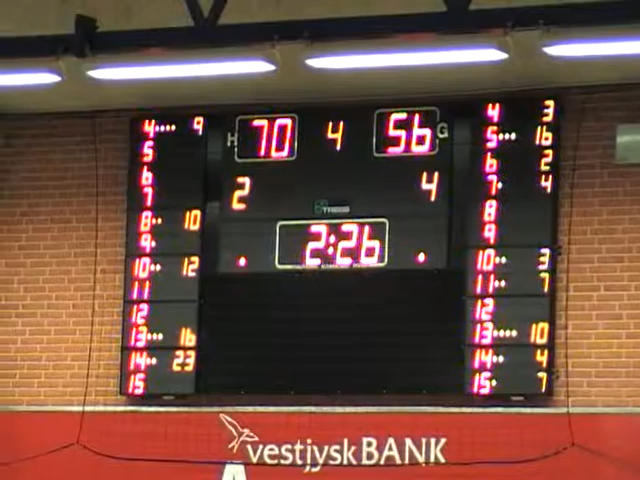 4•••• 9 H 70 4 56 G 4 3
5 5••• 16
6 2 4 6 2
7 7• 4
8•• 10 TIMEOS 8
9• 2:26 9
10•• 12 10•• 3
11 11•• 7
12 12
13•••• 16 13•••• 10
14•• 23 14•• 4
15 15• 7
vestjyskBANK